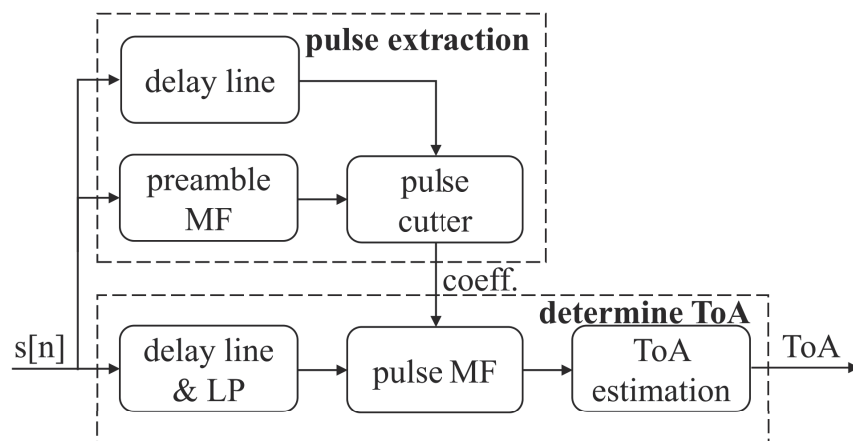 pulse extraction
delay line
preamble
MF
pulse
cutter
coeff.
determine ToA
s[n]
delay line
& LP
pulse MF
ToA
estimation
ToA